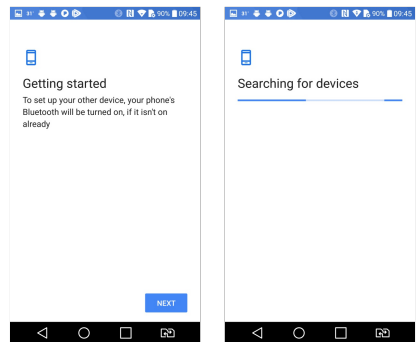 31° 90% 09:45
Getting started
To set up your other device, your phone's
Bluetooth will be turned on, if it isn't on
already
NEXT
31° 90% 09:45
Searching for devices